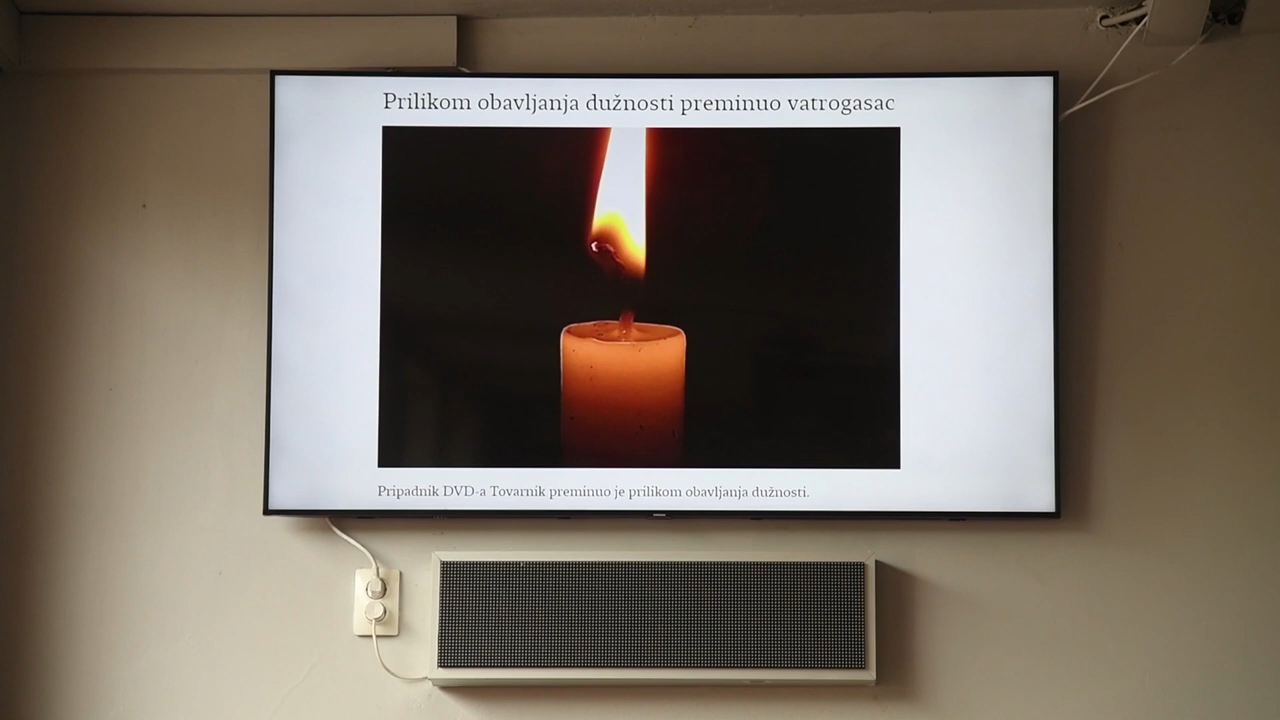 Prilikom obavljanja dužnosti preminuo vatrogasac
Pripadnik DVD-a Tovarnik preminuo je prilikom obavljanja dužnosti.